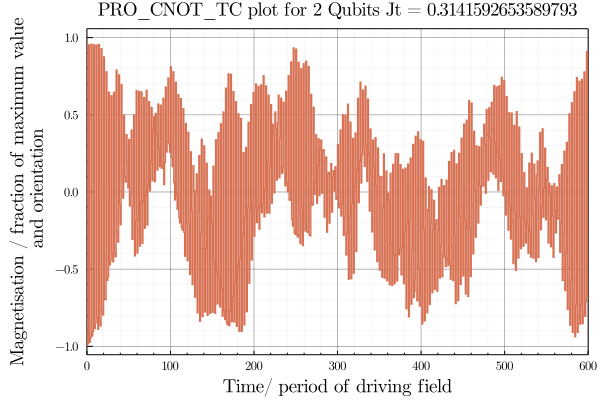 PRO_CNOT_TC plot for 2 Qubits Jt = 0.3141592653589793
Magnetisation / fraction of maximum value
and orientation
1.0
0.5
0.0
−0.5
−1.0
0 100 200 300 400 500 600
Time/ period of driving field